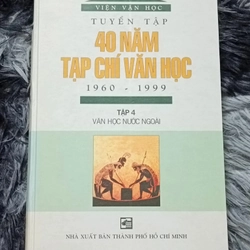 VIỆN VĂN HỌC
TUYỂN TẬP
40 NĂM
TẠP CHÍ VĂN HỌC
1960 - 1999
TẬP 4
VĂN HỌC NƯỚC NGOÀI
NHÀ XUẤT BẢN THÀNH PHỐ HỒ CHÍ MINH